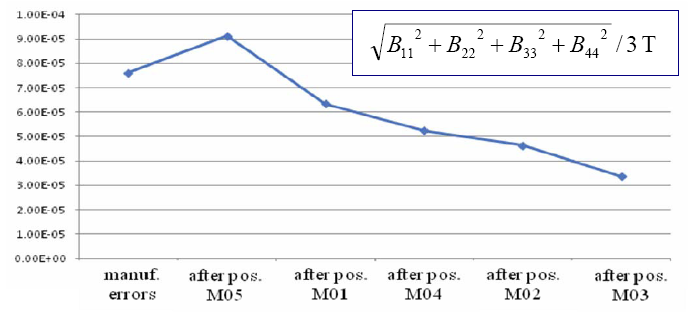 √B₁₁² + B₂₂² + B₃₃² + B₄₄² / 3 T
1.00E-04
9.00E-05
8.00E-05
7.00E-05
6.00E-05
5.00E-05
4.00E-05
3.00E-05
2.00E-05
1.00E-05
0.00E+00
manuf.
errors
after pos.
M05
after pos.
M01
after pos.
M04
after pos.
M02
after pos.
M03